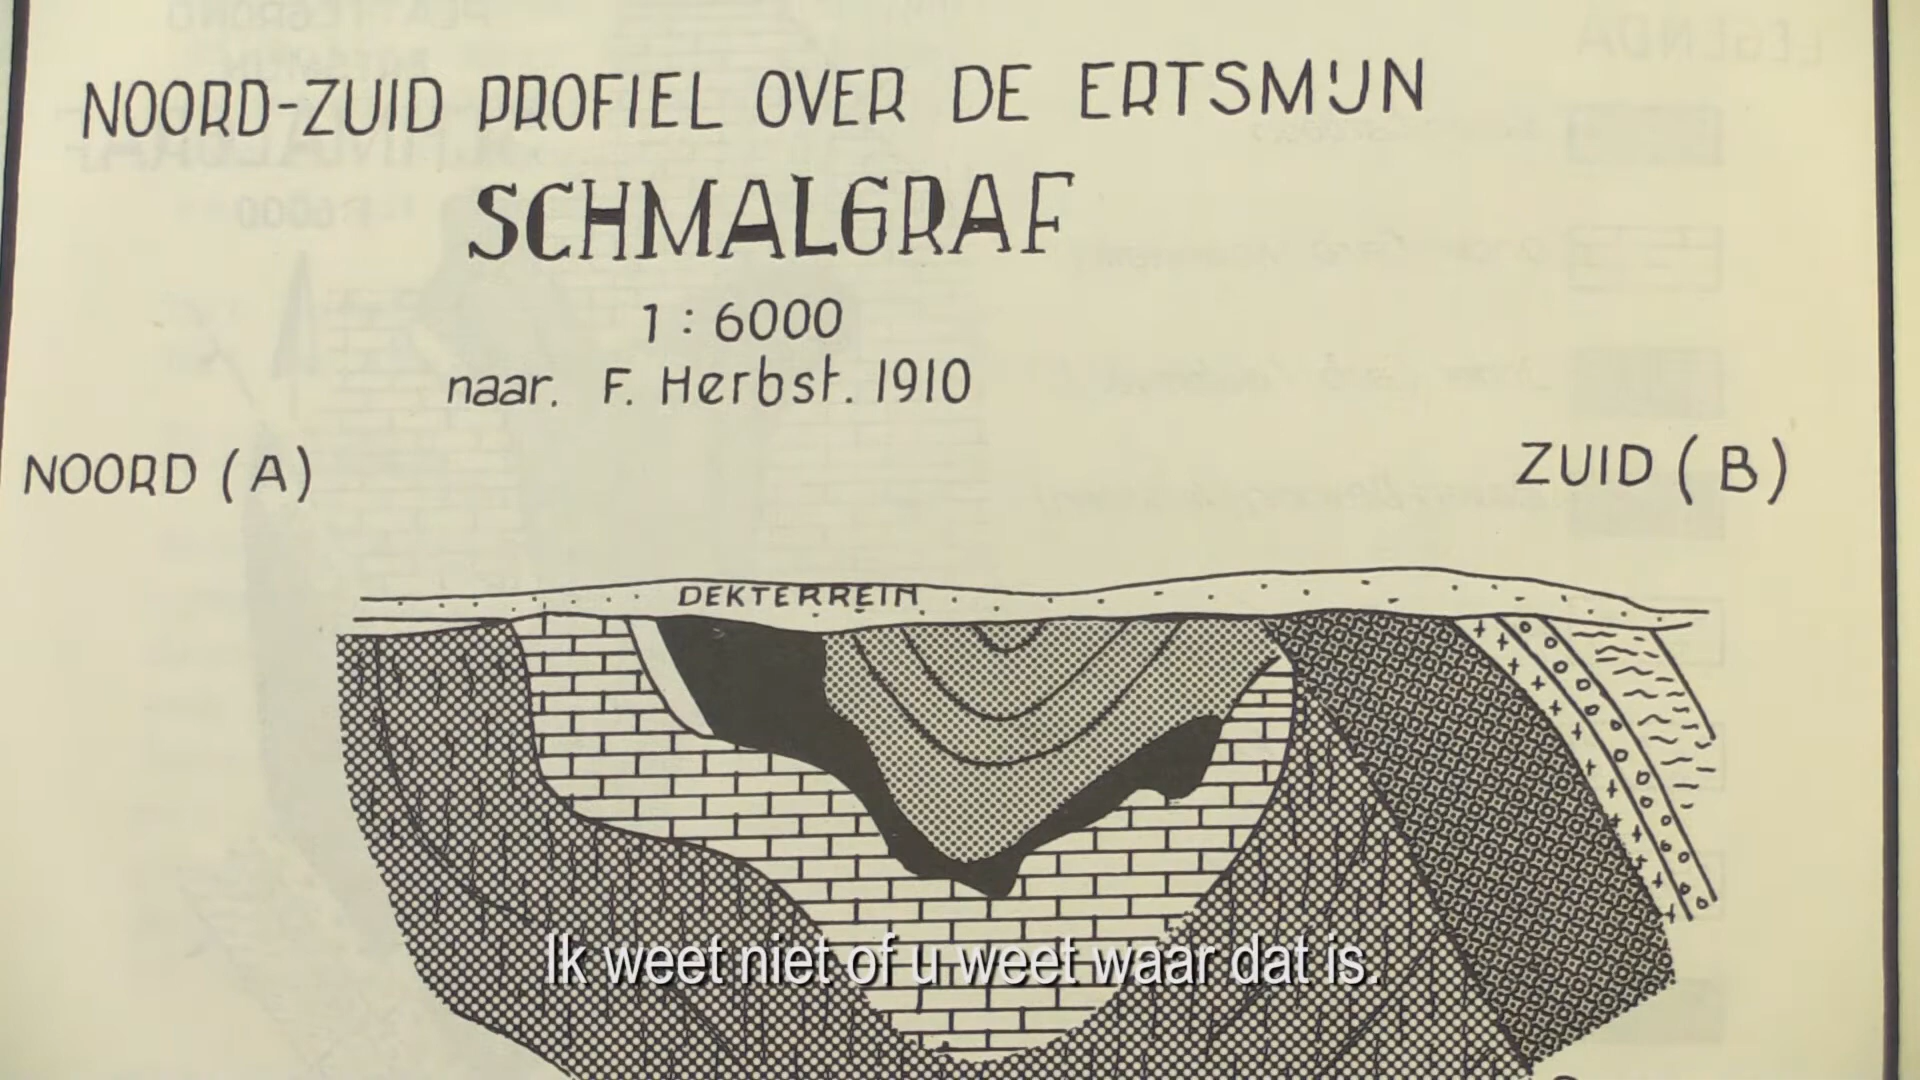 NOORD-ZUID PROFIEL OVER DE ERTSMIJN
SCHMALGRAF
1 : 6000
naar. F. Herbst. 1910
NOORD (A)
ZUID (B)
DEKTERREIN
Ik weet niet of u weet waar dat is.